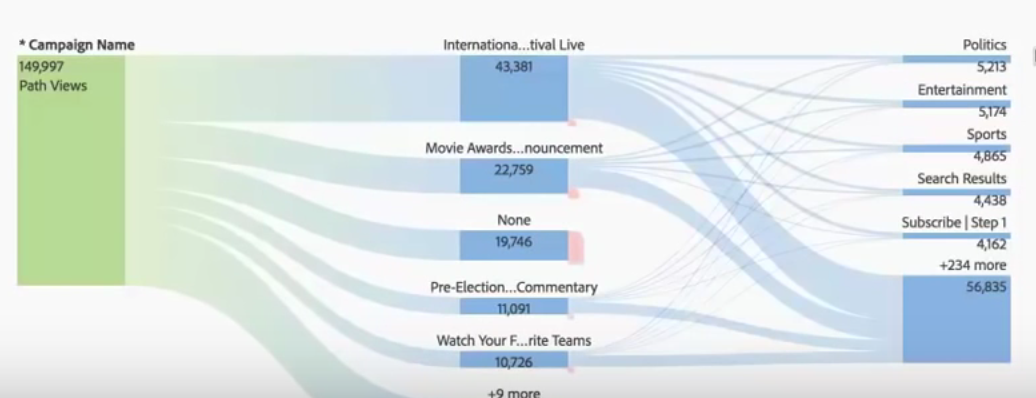 * Campaign Name
149,997
Path Views
Internationa...tival Live
43,381
Movie Awards...nouncement
22,759
None
19,746
Pre-Election...Commentary
11,091
Watch Your F...rite Teams
10,726
+9 more
Politics
5,213
Entertainment
5,174
Sports
4,865
Search Results
4,438
Subscribe | Step 1
4,162
+234 more
56,835